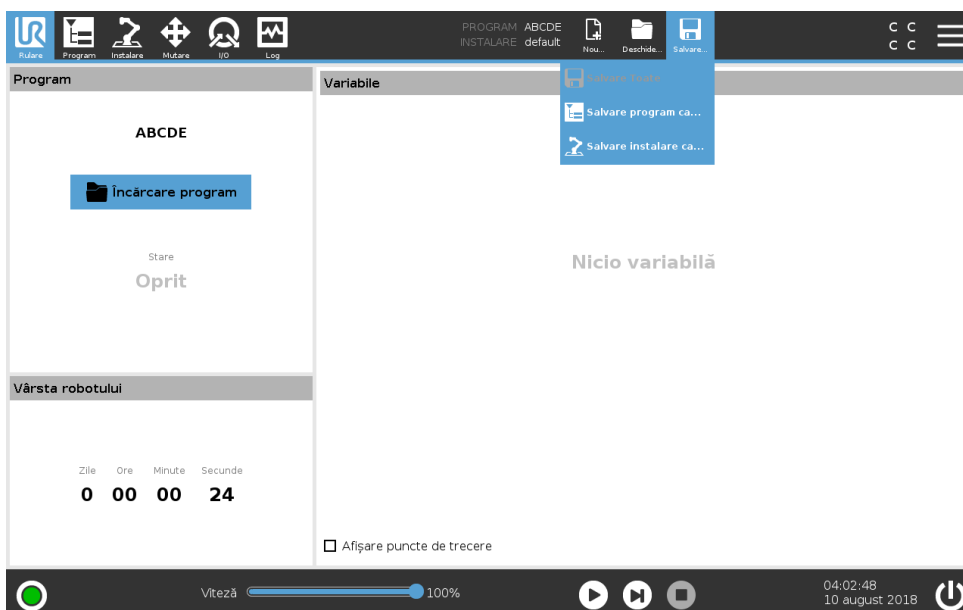 PROGRAM ABCDE
INSTALARE default
C C
C C
Rulare Program Instalare Mutare I/O Log Nou... Deschide... Salvare...
Program
ABCDE
Încărcare program
Stare
Oprit
Vârsta robotului
Zile Ore Minute Secunde
0 00 00 24
Variabile
Salvare Toate
Salvare program ca...
Salvare instalare ca...
Nicio variabilă
Afișare puncte de trecere
Viteză 100%
04:02:48
10 august 2018